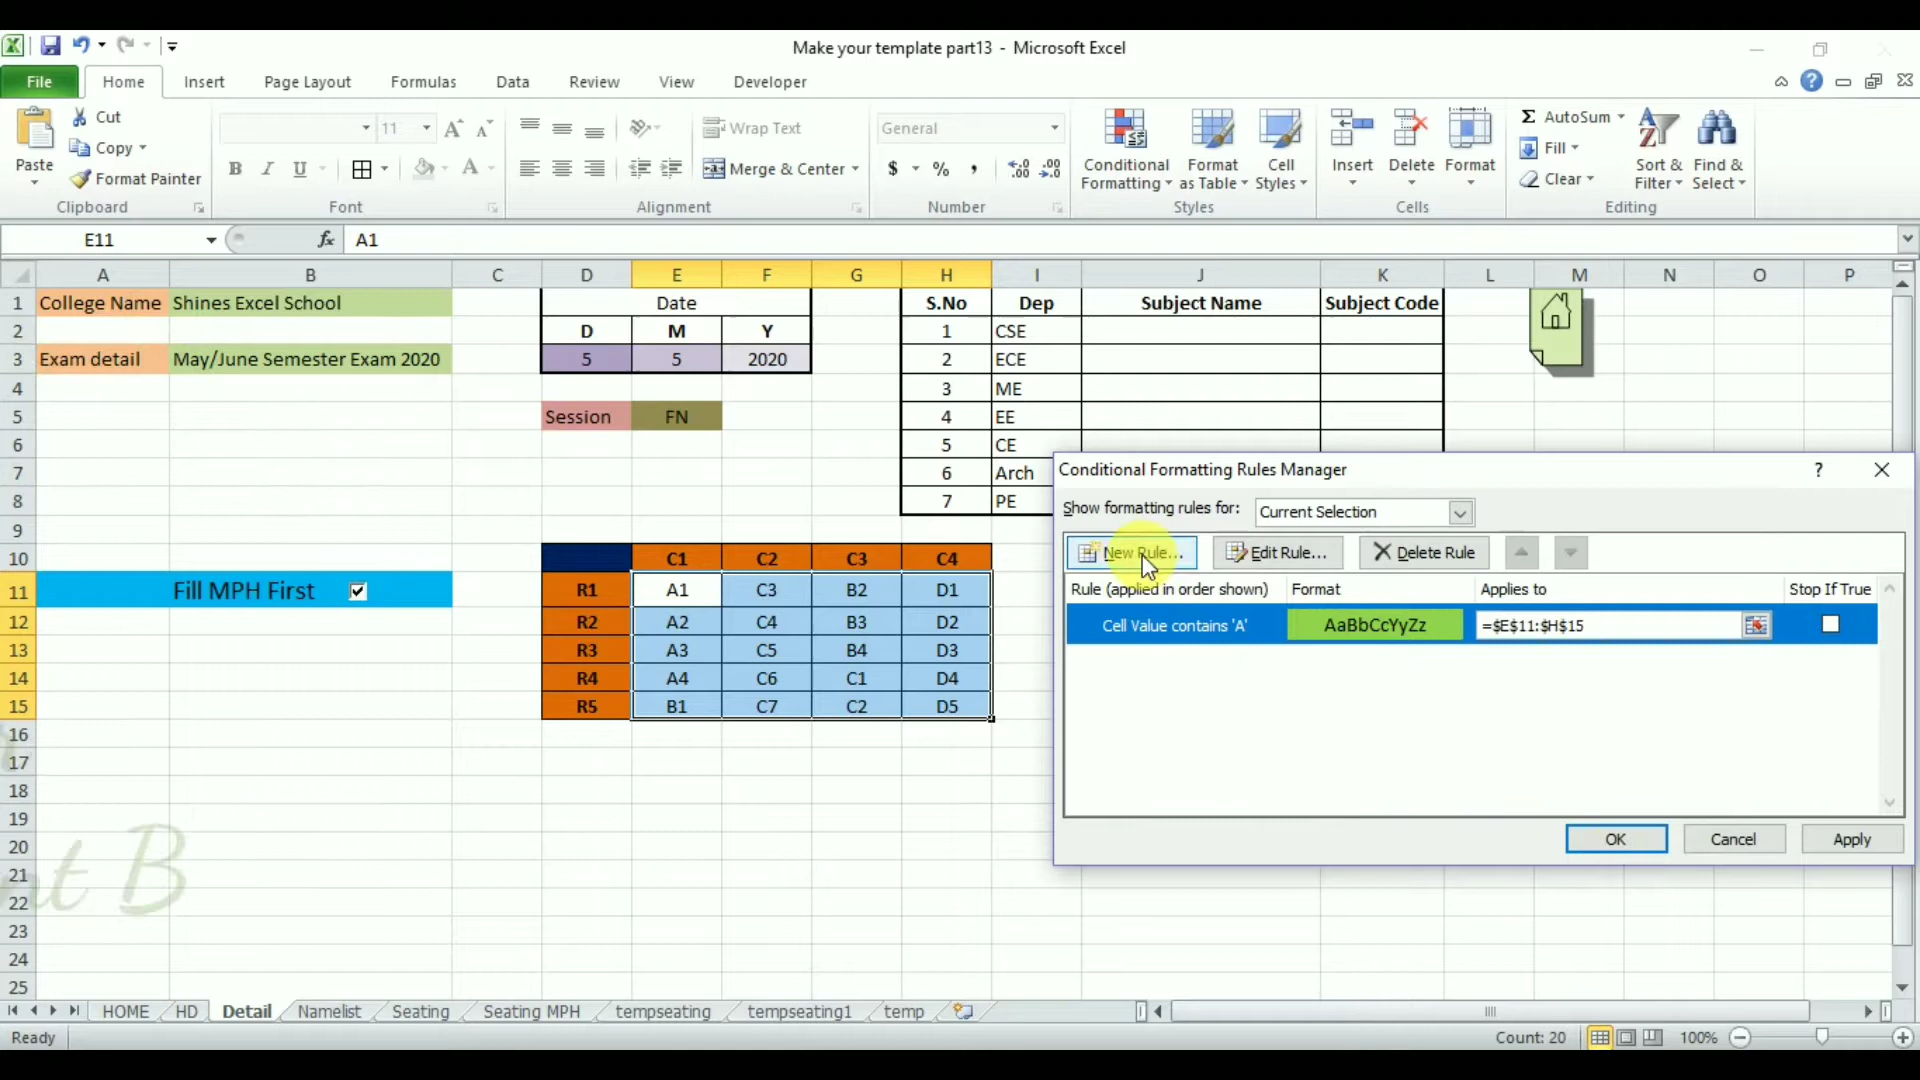 Make your template part13 - Microsoft Excel
File Home Insert Page Layout Formulas Data Review View Developer
Paste Cut Copy Format Painter Clipboard
11 B I U A Font
Wrap Text Merge & Center Alignment
General $ % , Number
Conditional Formatting Format as Table Cell Styles Styles
Insert Delete Format Cells
Σ AutoSum Fill Clear Sort & Filter Find & Select Editing
E11 fx A1
A B C D E F G H I J K L M N O P
1 College Name Shines Excel School Date S.No Dep Subject Name Subject Code
2 D M Y 1 CSE
3 Exam detail May/June Semester Exam 2020 5 5 2020 2 ECE
4 3 ME
5 Session FN 4 EE
6 5 CE
7 6 Arch
8 7 PE
9
10 C1 C2 C3 C4
11 Fill MPH First R1 A1 C3 B2 D1
12 R2 A2 C4 B3 D2
13 R3 A3 C5 B4 D3
14 R4 A4 C6 C1 D4
15 R5 B1 C7 C2 D5
16
17
18
19
20
21
22
23
24
25
Conditional Formatting Rules Manager ?
Show formatting rules for: Current Selection
New Rule... Edit Rule... Delete Rule
Rule (applied in order shown) Format Applies to Stop If True
Cell Value contains 'A' AaBbCcYyZz =$E$11:$H$15
OK Cancel Apply
HOME HD Detail Namelist Seating Seating MPH tempseating tempseating1 temp
Ready Count: 20 100%